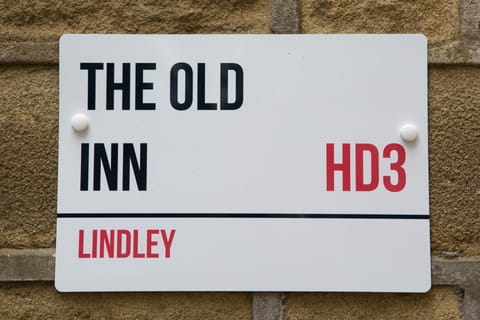 THE OLD
INN HD3
LINDLEY